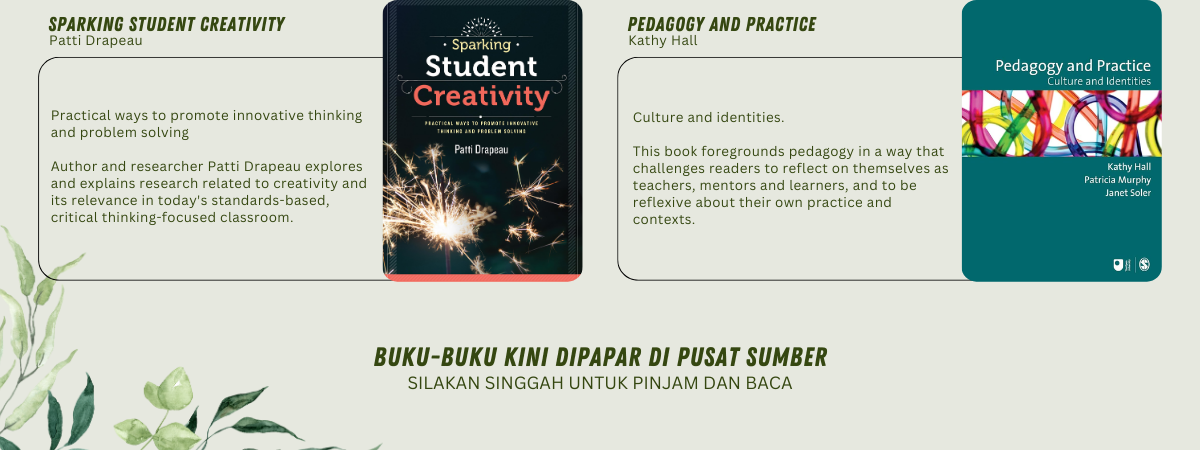 SPARKING STUDENT CREATIVITY
Patti Drapeau
Practical ways to promote innovative thinking
and problem solving
Author and researcher Patti Drapeau explores
and explains research related to creativity and
its relevance in today's standards-based,
critical thinking-focused classroom.
Sparking
Student
Creativity
PRACTICAL WAYS TO PROMOTE INNOVATIVE
THINKING AND PROBLEM SOLVING
Patti Drapeau
PEDAGOGY AND PRACTICE
Kathy Hall
Culture and identities.
This book foregrounds pedagogy in a way that
challenges readers to reflect on themselves as
teachers, mentors and learners, and to be
reflexive about their own practice and
contexts.
Pedagogy and Practice
Culture and Identities
Kathy Hall
Patricia Murphy
Janet Soler
BUKU-BUKU KINI DIPAPAR DI PUSAT SUMBER
SILAKAN SINGGAH UNTUK PINJAM DAN BACA